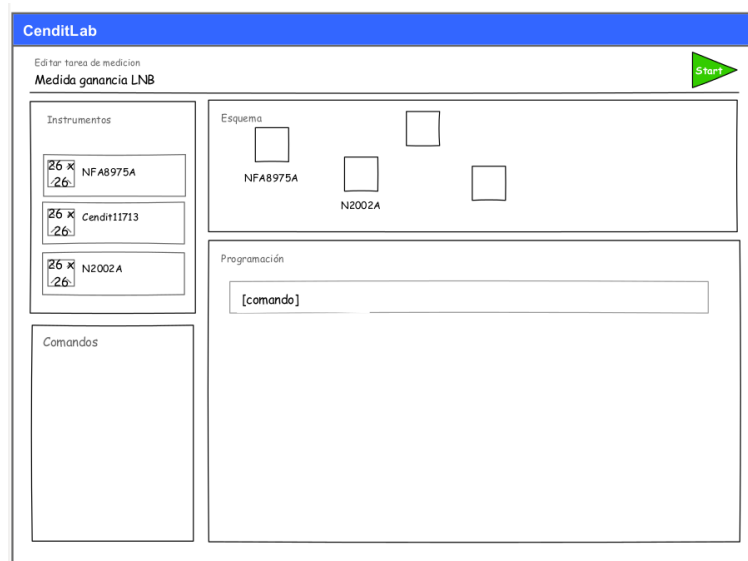 CenditLab
Editar tarea de medicion
Medida ganancia LNB
Start
Instrumentos
26 x
26
NFA8975A
26 x
26
Cendit11713
26 x
26
N2002A
Comandos
Esquema
NFA8975A
N2002A
Programación
[comando]